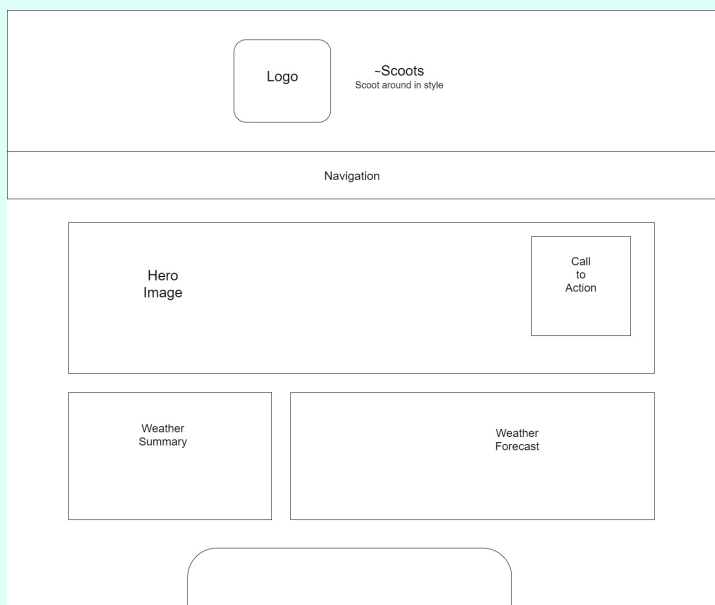 Logo
~Scoots
Scoot around in style
Navigation
Hero
Image
Call
to
Action
Weather
Summary
Weather
Forecast